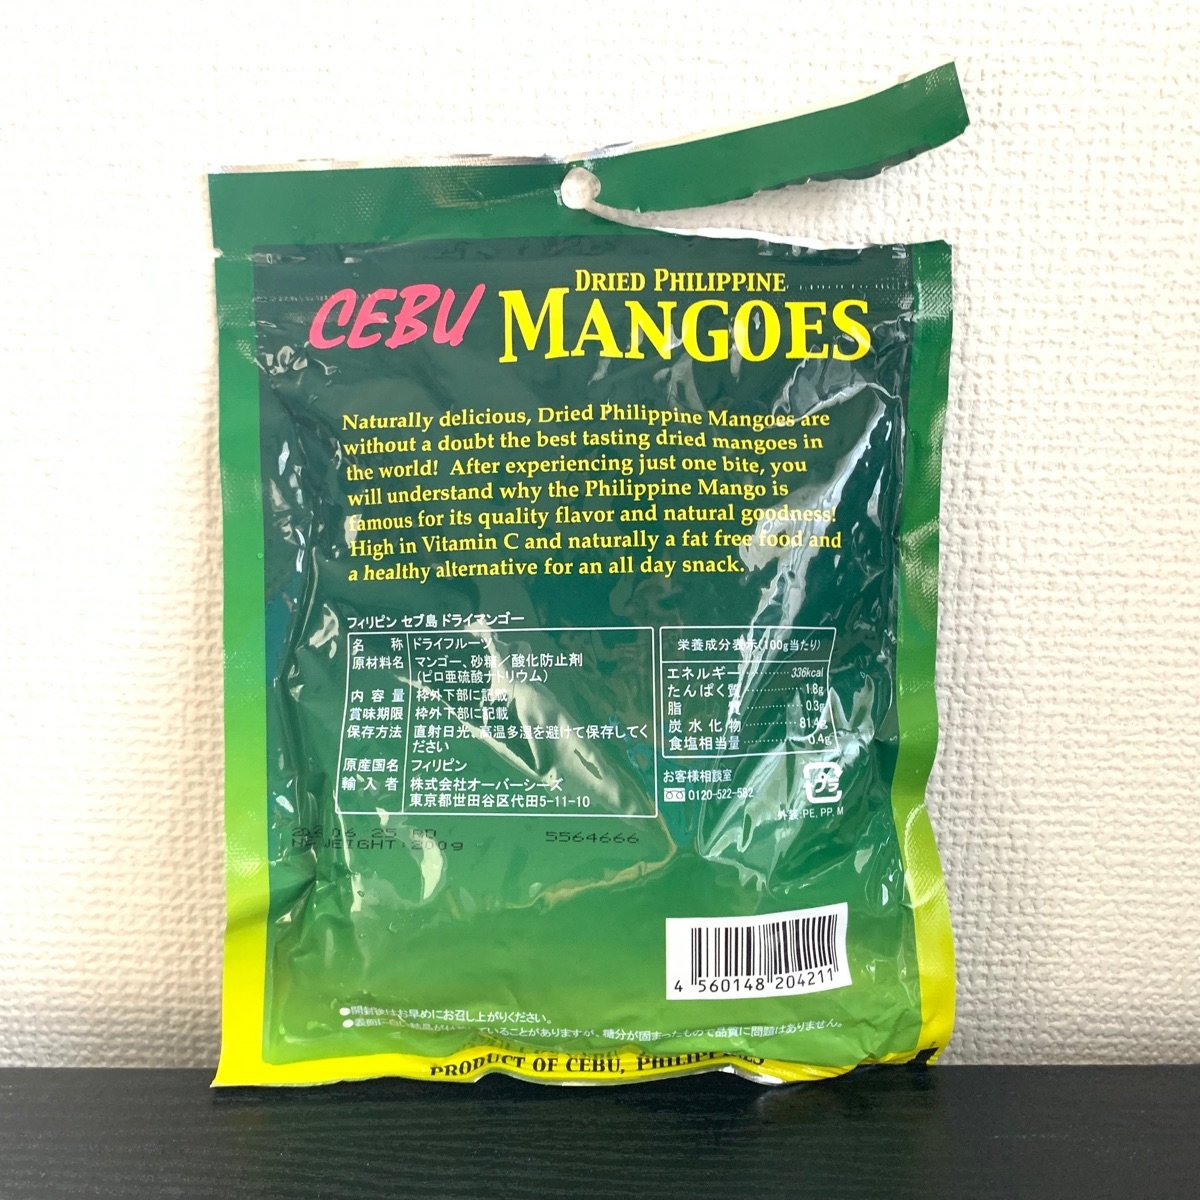 DRIED PHILIPPINE
CEBU MANGOES
Naturally delicious, Dried Philippine Mangoes are
without a doubt the best tasting dried mangoes in
the world! After experiencing just one bite, you
will understand why the Philippine Mango is
famous for its quality flavor and natural goodness!
High in Vitamin C and naturally a fat free food and
a healthy alternative for an all day snack.
フィリピン セブ島 ドライマンゴー
名 称 ドライフルーツ
原材料名 マンゴー、砂糖／酸化防止剤
(ピロ亜硫酸ナトリウム)
内 容 量 枠外下部に記載
賞味期限 枠外下部に記載
保存方法 直射日光、高温多湿を避けて保存してく
ださい
原産国名 フィリピン
輸 入 者 株式会社オーバーシーズ
東京都世田谷区代田5-11-10
栄養成分表示(100g当たり)
エネルギー 336kcal
たんぱく質 1.8g
脂 質 0.3g
炭水化物 81.4g
食塩相当量 0.4g
お客様相談室
0120-522-582
プラ
外装:PE, PP, M
25 RD 5564666
4 560148 204211
●開封後はお早めにお召し上がりください。
ことがありますが、糖分が固まったもので品質に問題はありません。
PRODUCT OF CEBU, PHILIPPINES